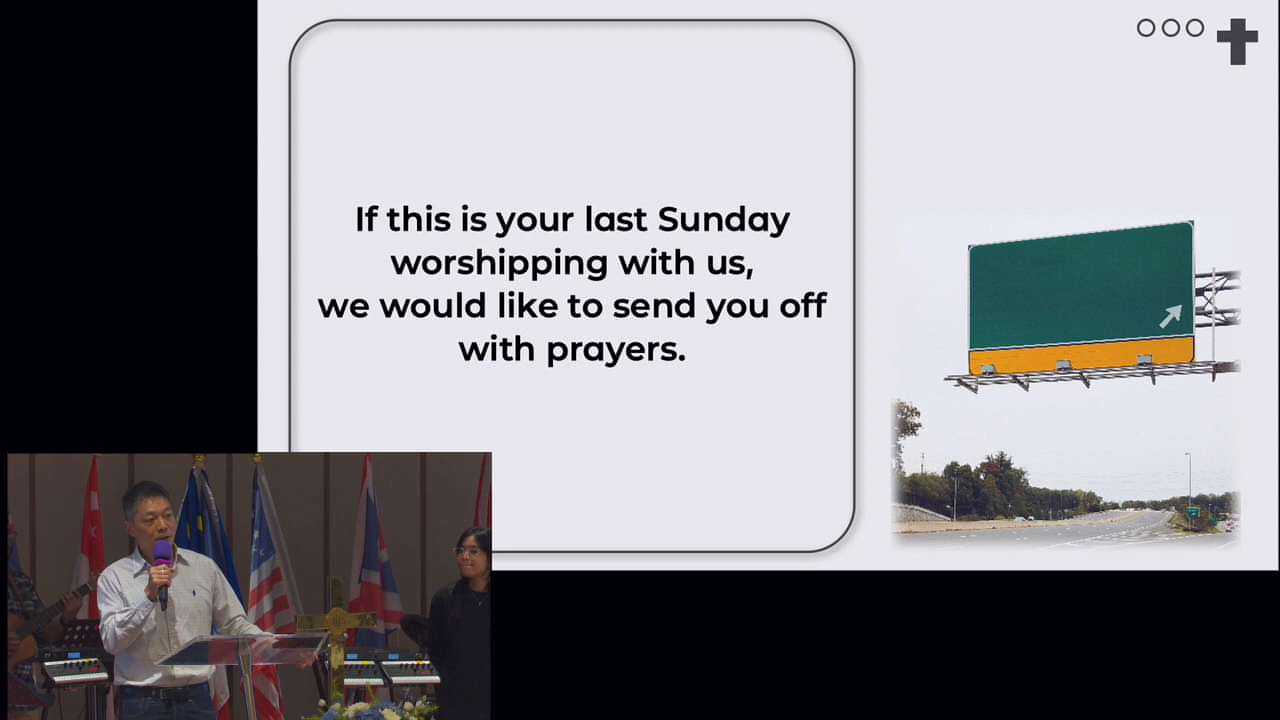 If this is your last Sunday
worshipping with us,
we would like to send you off
with prayers.